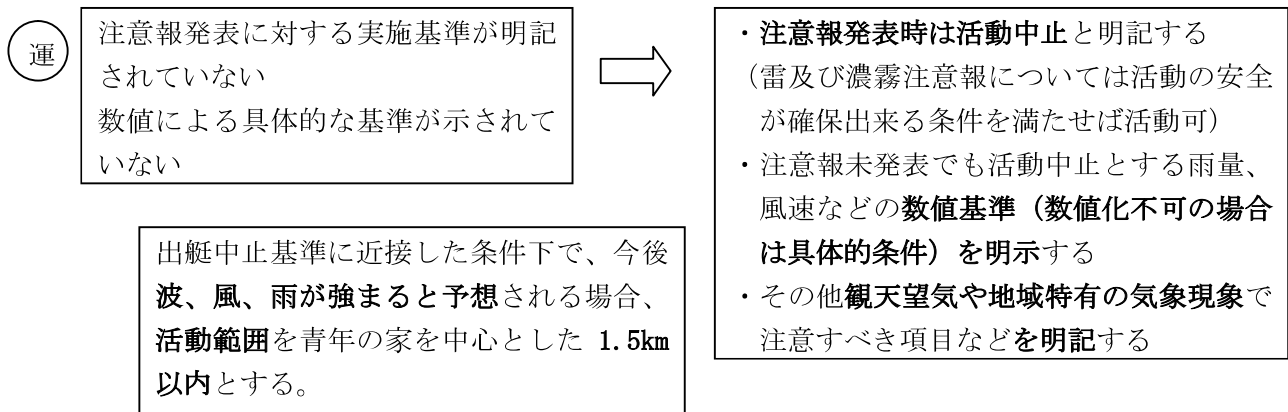 運
注意報発表に対する実施基準が明記
されていない
数値による具体的な基準が示されて
いない
・注意報発表時は活動中止と明記する
（雷及び濃霧注意報については活動の安全
が確保出来る条件を満たせば活動可）
・注意報未発表でも活動中止とする雨量、
風速などの数値基準（数値化不可の場合
は具体的条件）を明示する
・その他観天望気や地域特有の気象現象で
注意すべき項目などを明記する
出艇中止基準に近接した条件下で、今後
波、風、雨が強まると予想される場合、
活動範囲を青年の家を中心とした 1.5km
以内とする。